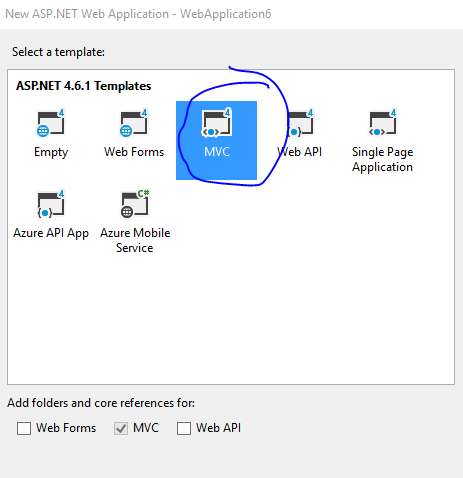 New ASP.NET Web Application - WebApplication6
Select a template:
ASP.NET 4.6.1 Templates
4 4 4 4 4
Empty Web Forms MVC Web API Single Page
Application
4 C#
Azure API App Azure Mobile
Service
Add folders and core references for:
Web Forms MVC Web API